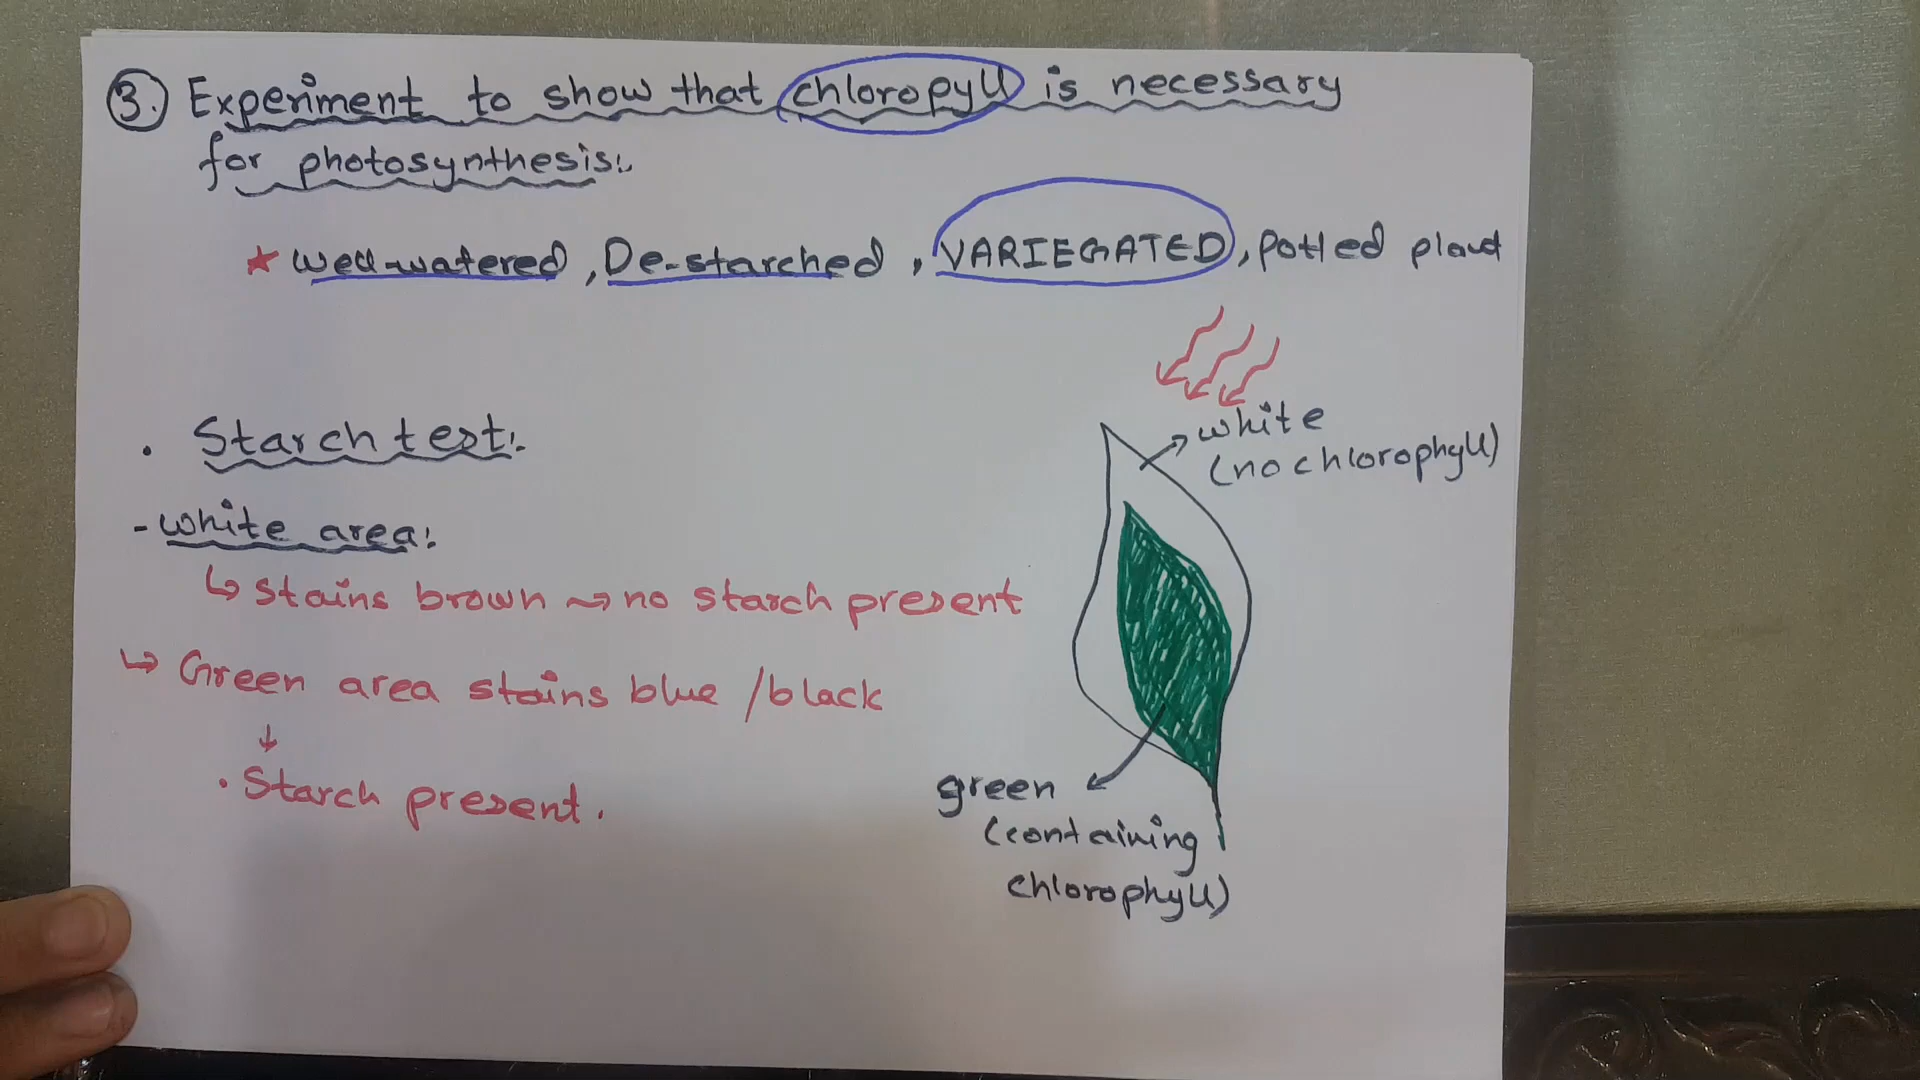 3. Experiment to show that chloropyll is necessary
for photosynthesis:
★ Well-watered, De-starched, VARIEGATED, potted plant
• Starch test:
- White area:
↳ stains brown ⇝ no starch present
↳ Green area stains blue / black
↓
• Starch present.
white
(no chlorophyll)
green
(containing
chlorophyll)